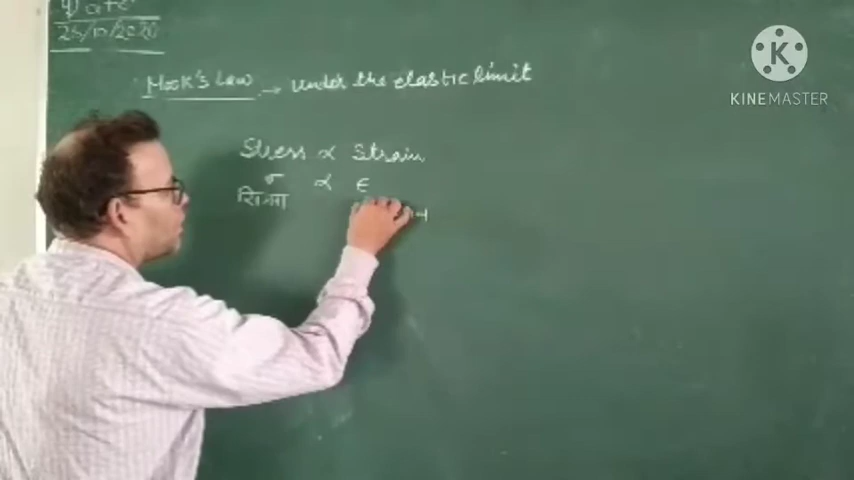 Date
25/10/2020
Hook's Law → under the elastic limit
Stress ∝ Strain
σ ∝ ϵ
सिग्मा
KINEMASTER